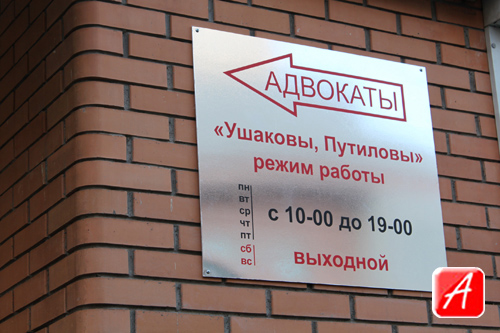 АДВОКАТЫ
«Ушаковы, Путиловы»
режим работы
пн
вт
ср
чт
пт
с 10-00 до 19-00
сб
вс
выходной
А